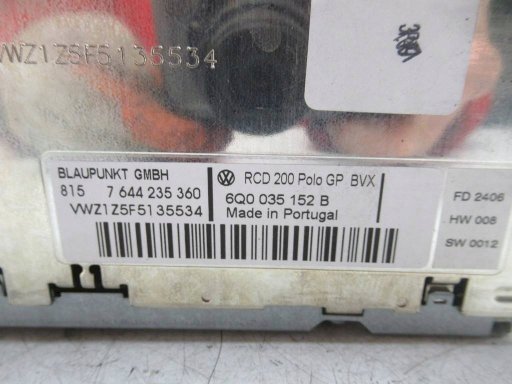 VWZ1Z5F5135534
BLAUPUNKT GMBH
815 7 644 235 360
VWZ1Z5F5135534
RCD 200 Polo GP BVX
6Q0 035 152 B
Made in Portugal
FD 2406
HW 008
SW 0012